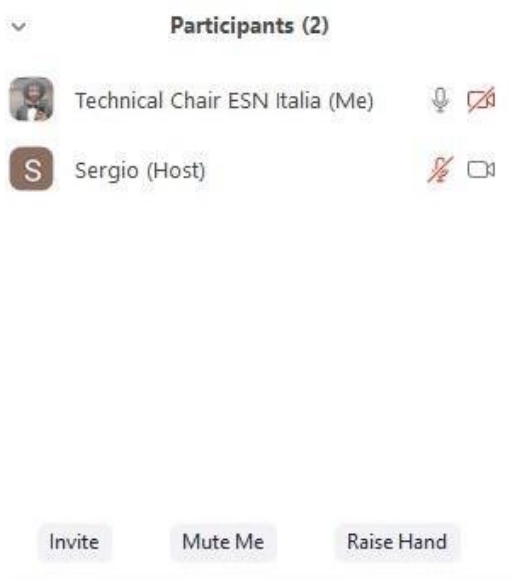 Participants (2)
Technical Chair ESN Italia (Me)
S Sergio (Host)
Invite Mute Me Raise Hand